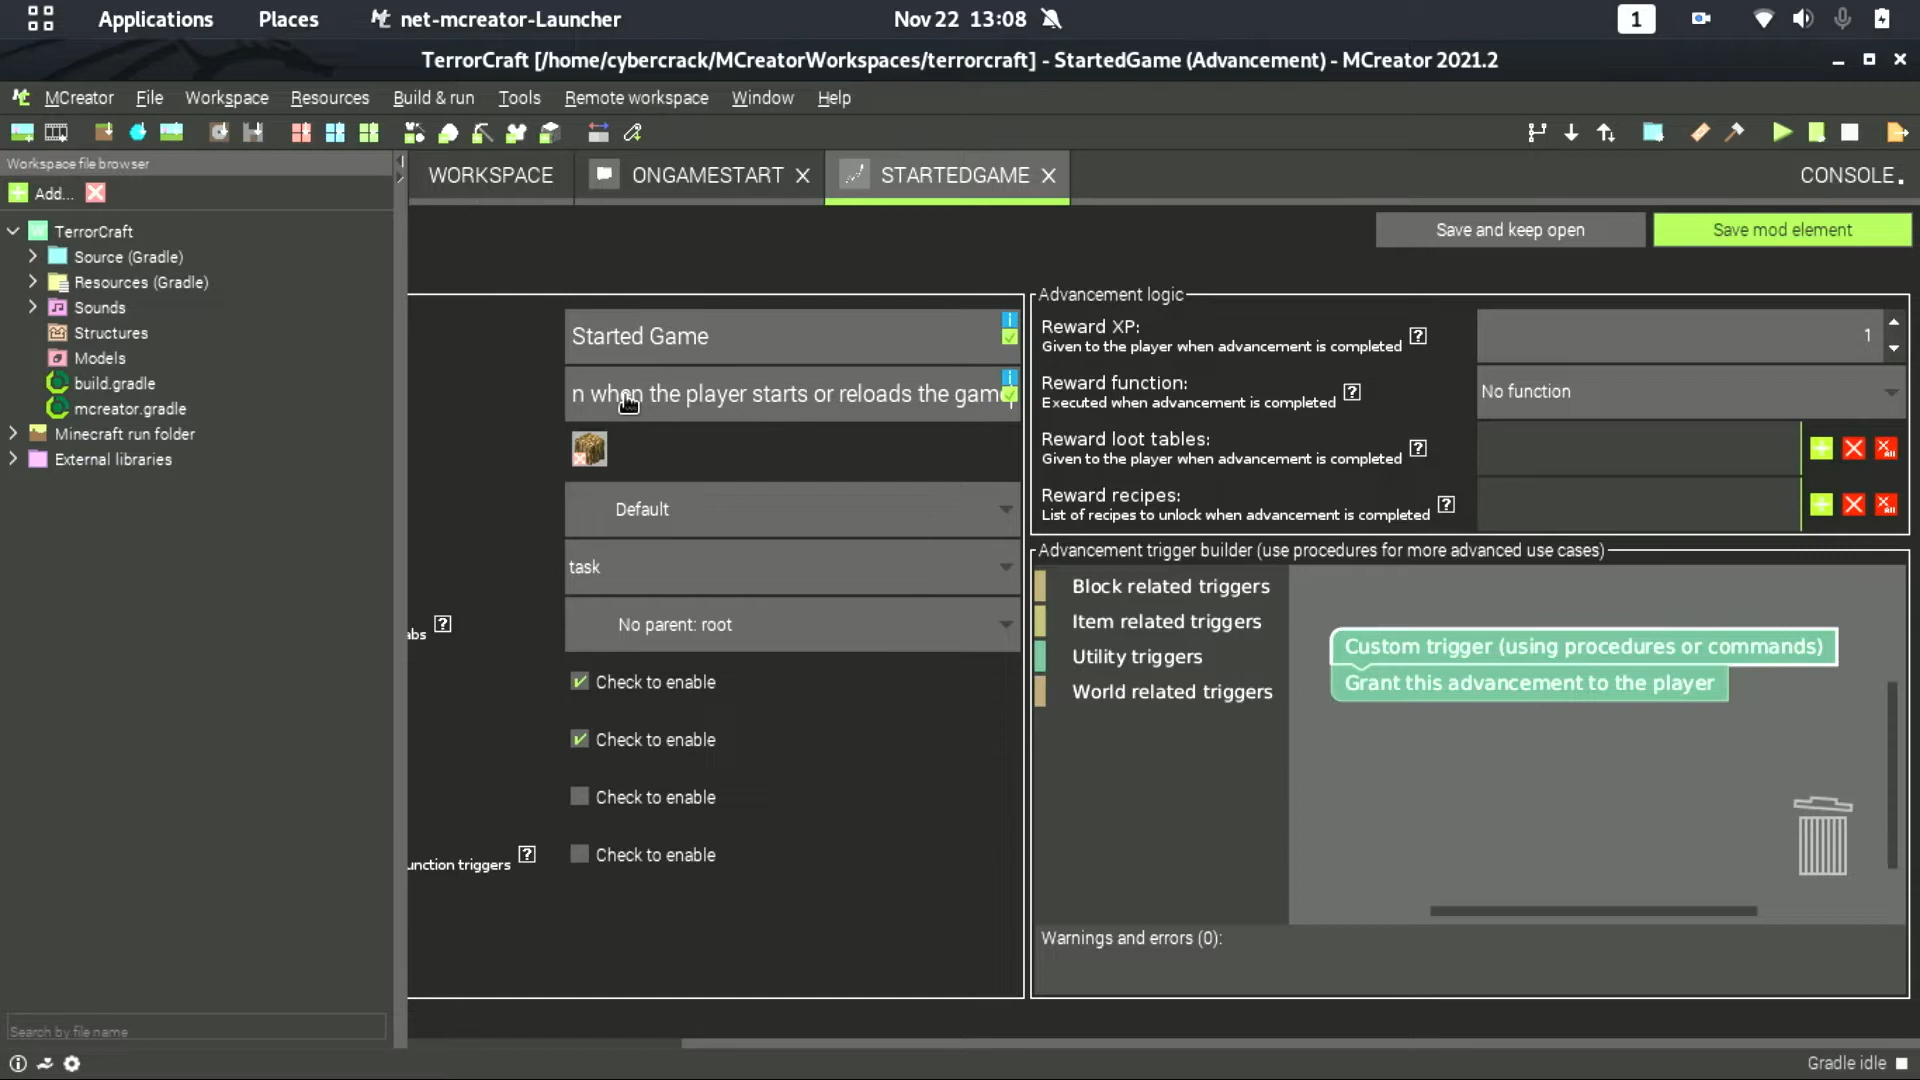 Applications Places net-mcreator-Launcher Nov 22 13:08 1
TerrorCraft [/home/cybercrack/MCreatorWorkspaces/terrorcraft] - StartedGame (Advancement) - MCreator 2021.2
MCreator File Workspace Resources Build & run Tools Remote workspace Window Help
Workspace file browser
Add...
WORKSPACE ONGAMESTART STARTEDGAME CONSOLE
Save and keep open Save mod element
TerrorCraft
Source (Gradle)
Resources (Gradle)
Sounds
Structures
Models
build.gradle
mcreator.gradle
Minecraft run folder
External libraries
Search by file name
Started Game
n when the player starts or reloads the game
Default
task
abs ? No parent: root
Check to enable
Check to enable
Check to enable
unction triggers ? Check to enable
Advancement logic
Reward XP: ? 1
Given to the player when advancement is completed
Reward function: ? No function
Executed when advancement is completed
Reward loot tables: ?
Given to the player when advancement is completed
Reward recipes: ?
List of recipes to unlock when advancement is completed
Advancement trigger builder (use procedures for more advanced use cases)
Block related triggers
Item related triggers
Utility triggers
World related triggers
Custom trigger (using procedures or commands)
Grant this advancement to the player
Warnings and errors (0):
Gradle idle